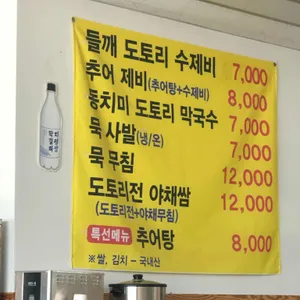 들깨 도토리 수제비 7,000
추어 제비(추어탕+수제비) 8,000
동치미 도토리 막국수 7,000
묵 사발(냉/온) 7,000
묵 무침 12,000
도토리전 야채쌈 12,000
(도토리전+야채무침)
특선메뉴 추어탕 8,000
※쌀, 김치 - 국내산